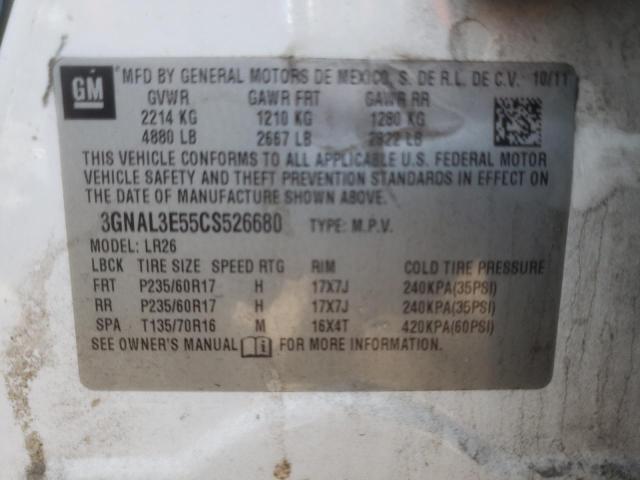 GM
MFD BY GENERAL MOTORS DE MEXICO, S. DE R.L. DE C.V. 10/11
GVWR GAWR FRT GAWR RR
2214 KG 1210 KG 1280 KG
4880 LB 2667 LB 2822 LB
THIS VEHICLE CONFORMS TO ALL APPLICABLE U.S. FEDERAL MOTOR
VEHICLE SAFETY AND THEFT PREVENTION STANDARDS IN EFFECT
ON THE DATE OF MANUFACTURE SHOWN ABOVE.
3GNAL3E55CS526680 TYPE: M.P.V.
MODEL: LR26
LBCK TIRE SIZE SPEED RTG RIM COLD TIRE PRESSURE
FRT P235/60R17 H 17X7J 240KPA(35PSI)
RR P235/60R17 H 17X7J 240KPA(35PSI)
SPA T135/70R16 M 16X4T 420KPA(60PSI)
SEE OWNER'S MANUAL FOR MORE INFORMATION.